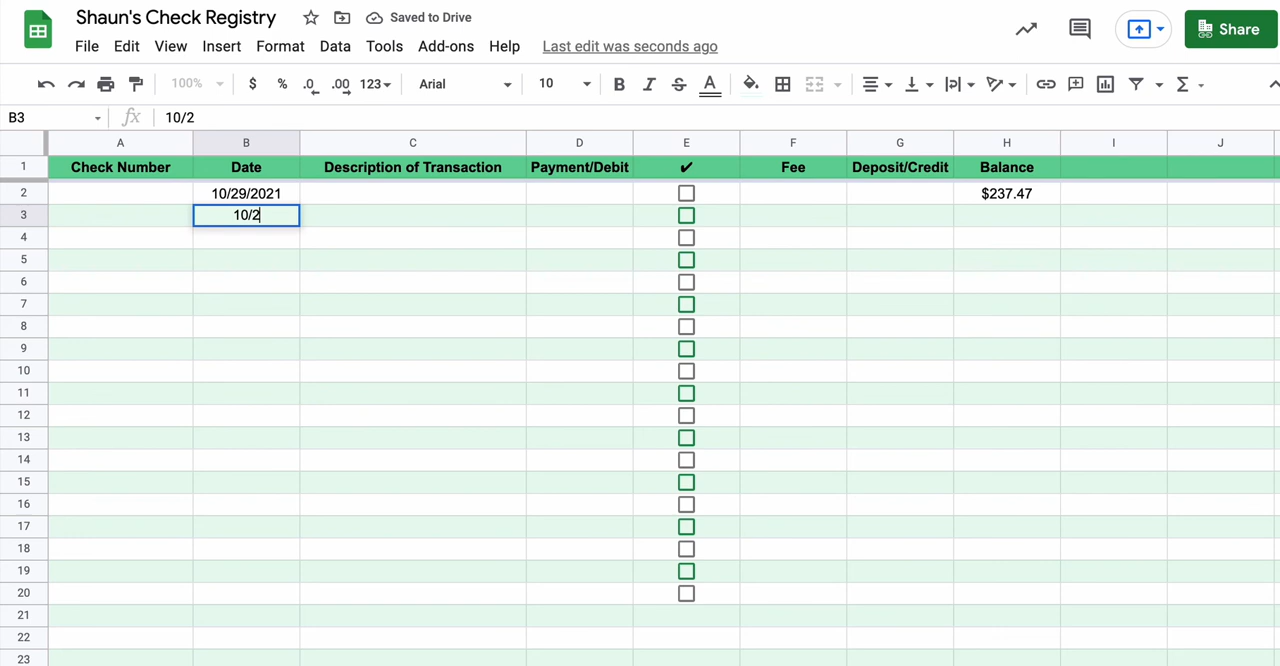 Shaun's Check Registry Saved to Drive
File Edit View Insert Format Data Tools Add-ons Help Last edit was seconds ago
Share
100% $ % .0 .00 123 Arial 10 B I S A Σ
B3 fx 10/2
A B C D E F G H I J
1 Check Number Date Description of Transaction Payment/Debit ✔ Fee Deposit/Credit Balance
2 10/29/2021 $237.47
3 10/2
4
5
6
7
8
9
10
11
12
13
14
15
16
17
18
19
20
21
22
23